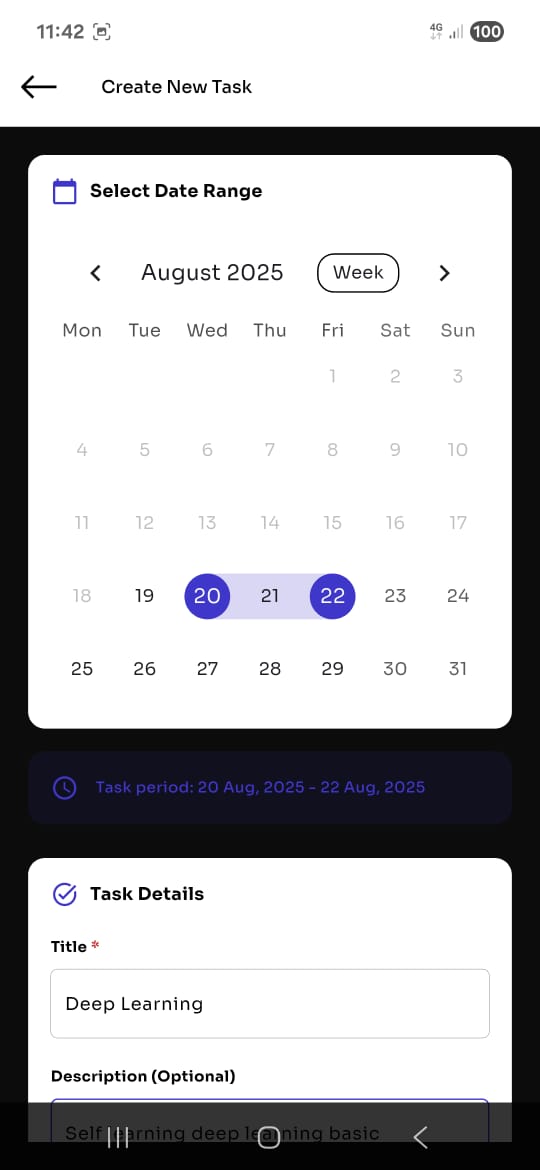 11:42 4G 100
Create New Task
Select Date Range
August 2025 Week
Mon Tue Wed Thu Fri Sat Sun
1 2 3
4 5 6 7 8 9 10
11 12 13 14 15 16 17
18 19 20 21 22 23 24
25 26 27 28 29 30 31
Task period: 20 Aug, 2025 - 22 Aug, 2025
Task Details
Title *
Deep Learning
Description (Optional)
Self learning deep learning basic